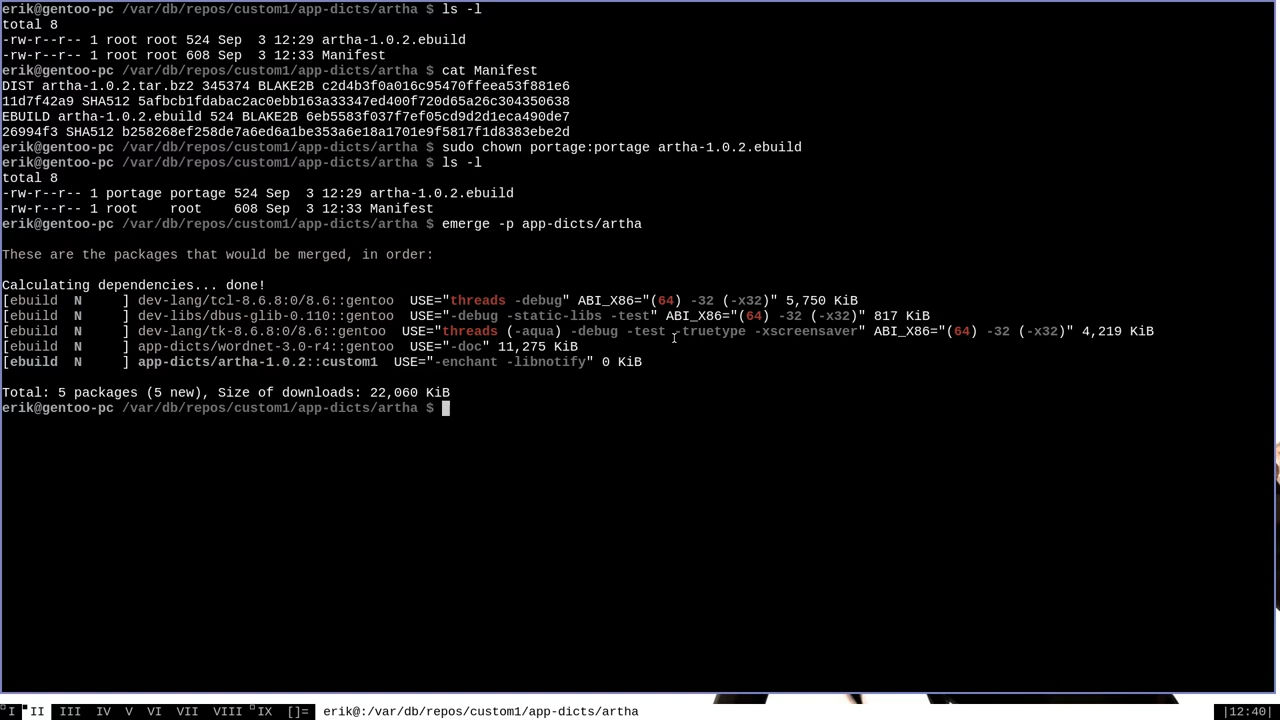 erik@gentoo-pc /var/db/repos/custom1/app-dicts/artha $ ls -l
total 8
-rw-r--r-- 1 root root 524 Sep  3 12:29 artha-1.0.2.ebuild
-rw-r--r-- 1 root root 608 Sep  3 12:33 Manifest
erik@gentoo-pc /var/db/repos/custom1/app-dicts/artha $ cat Manifest
DIST artha-1.0.2.tar.bz2 345374 BLAKE2B c2d4b3f0a016c95470ffeea53f881e6
11d7f42a9 SHA512 5afbcb1fdabac2ac0ebb163a33347ed400f720d65a26c304350638
EBUILD artha-1.0.2.ebuild 524 BLAKE2B 6eb5583f037f7ef05cd9d2d1eca490de7
26994f3 SHA512 b258268ef258de7a6ed6a1be353a6e18a1701e9f5817f1d8383ebe2d
erik@gentoo-pc /var/db/repos/custom1/app-dicts/artha $ sudo chown portage:portage artha-1.0.2.ebuild
erik@gentoo-pc /var/db/repos/custom1/app-dicts/artha $ ls -l
total 8
-rw-r--r-- 1 portage portage 524 Sep  3 12:29 artha-1.0.2.ebuild
-rw-r--r-- 1 root    root    608 Sep  3 12:33 Manifest
erik@gentoo-pc /var/db/repos/custom1/app-dicts/artha $ emerge -p app-dicts/artha
These are the packages that would be merged, in order:
Calculating dependencies... done!
[ebuild  N     ] dev-lang/tcl-8.6.8:0/8.6::gentoo  USE="threads -debug" ABI_X86="(64) -32 (-x32)" 5,750 KiB
[ebuild  N     ] dev-libs/dbus-glib-0.110::gentoo  USE="-debug -static-libs -test" ABI_X86="(64) -32 (-x32)" 817 KiB
[ebuild  N     ] dev-lang/tk-8.6.8:0/8.6::gentoo  USE="threads (-aqua) -debug -test -truetype -xscreensaver" ABI_X86="(64) -32 (-x32)" 4,219 KiB
[ebuild  N     ] app-dicts/wordnet-3.0-r4::gentoo  USE="-doc" 11,275 KiB
[ebuild  N     ] app-dicts/artha-1.0.2::custom1  USE="-enchant -libnotify" 0 KiB
Total: 5 packages (5 new), Size of downloads: 22,060 KiB
erik@gentoo-pc /var/db/repos/custom1/app-dicts/artha $
I II III IV V VI VII VIII IX []= erik@:/var/db/repos/custom1/app-dicts/artha |12:40|